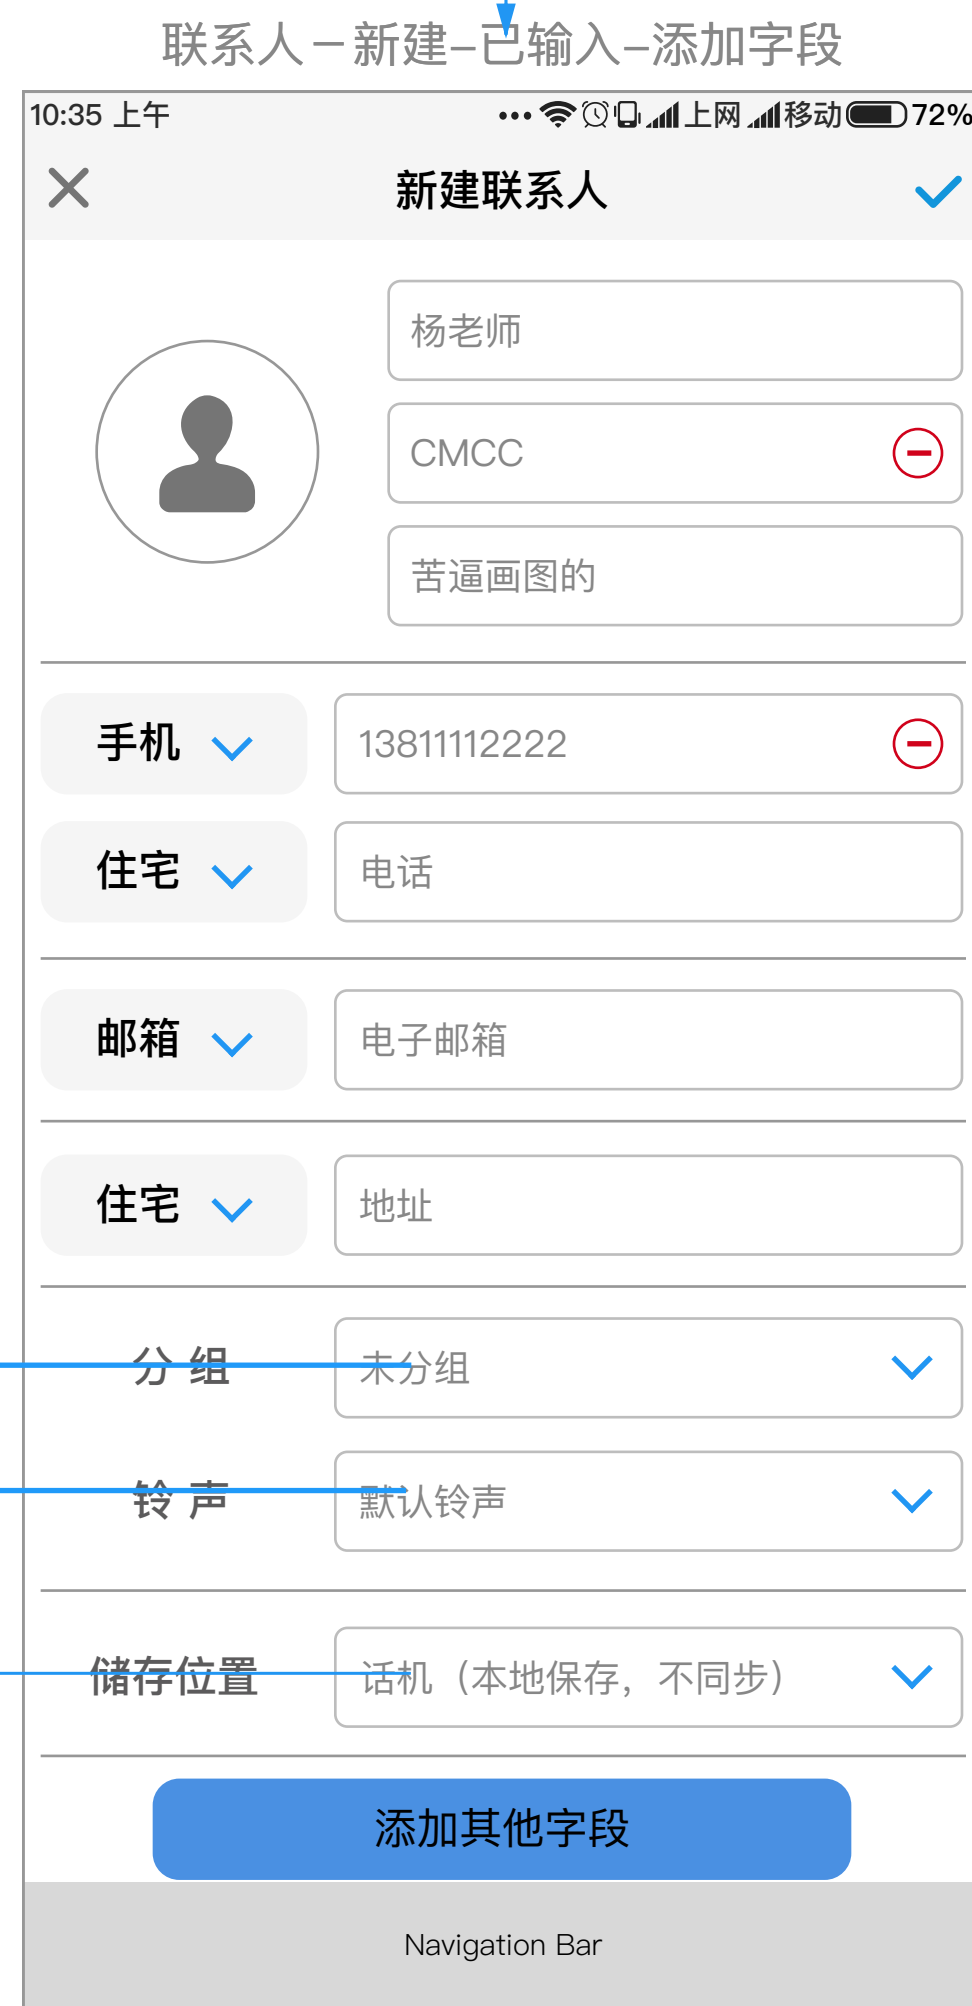 联系人－新建–已输入–添加字段
10:35 上午 上网 移动 72%
新建联系人
杨老师
CMCC
苦逼画图的
手机 13811112222
住宅 电话
邮箱 电子邮箱
住宅 地址
分 组 未分组
铃 声 默认铃声
储存位置 话机（本地保存，不同步）
添加其他字段
Navigation Bar